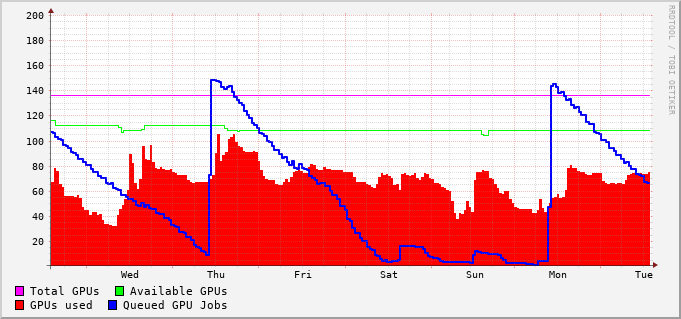 200
180
160
140
120
100
80
60
40
20
Wed Thu Fri Sat Sun Mon Tue
Total GPUs Available GPUs
GPUs used Queued GPU Jobs
RRDTOOL / TOBI OETIKER